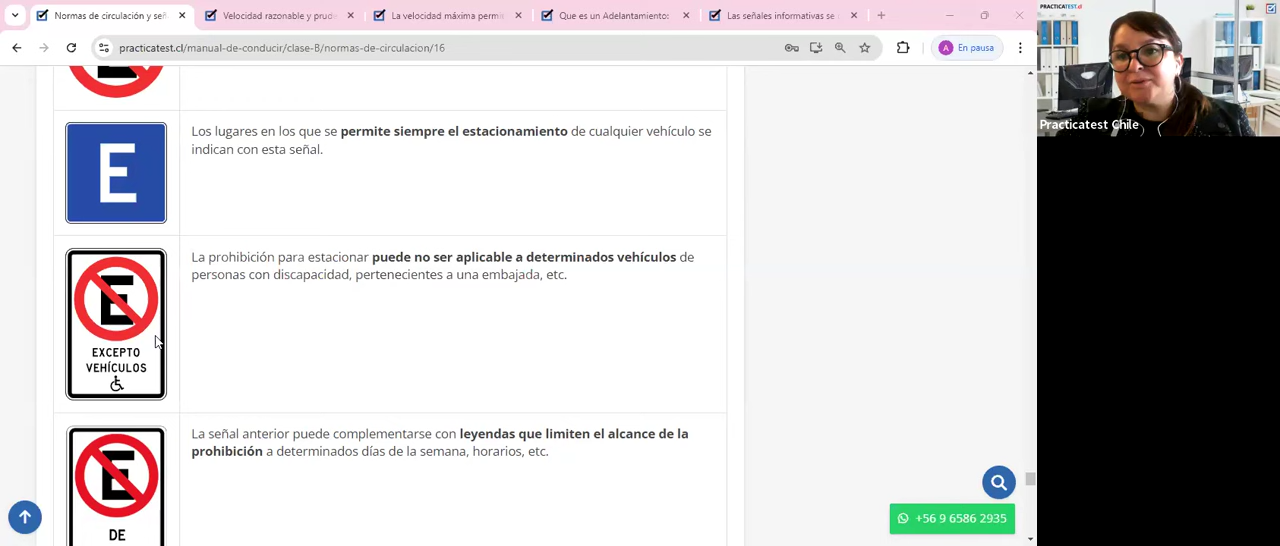 Normas de circulación y seña
Velocidad razonable y prud
La velocidad máxima permi
Que es un Adelantamiento:
Las señales informativas se
practicatest.cl/manual-de-conducir/clase-B/normas-de-circulacion/16
A En pausa
PRACTICATEST.cl
Practicatest Chile
E
Los lugares en los que se permite siempre el estacionamiento de cualquier vehículo se
indican con esta señal.
La prohibición para estacionar puede no ser aplicable a determinados vehículos de
personas con discapacidad, pertenecientes a una embajada, etc.
E
EXCEPTO
VEHÍCULOS
La señal anterior puede complementarse con leyendas que limiten el alcance de la
prohibición a determinados días de la semana, horarios, etc.
E
DE
+56 9 6586 2935